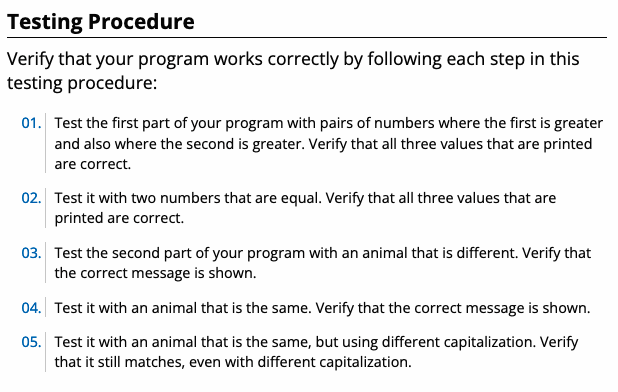 Testing Procedure
Verify that your program works correctly by following each step in this
testing procedure:
01. Test the first part of your program with pairs of numbers where the first is greater
and also where the second is greater. Verify that all three values that are printed
are correct.
02. Test it with two numbers that are equal. Verify that all three values that are
printed are correct.
03. Test the second part of your program with an animal that is different. Verify that
the correct message is shown.
04. Test it with an animal that is the same. Verify that the correct message is shown.
05. Test it with an animal that is the same, but using different capitalization. Verify
that it still matches, even with different capitalization.